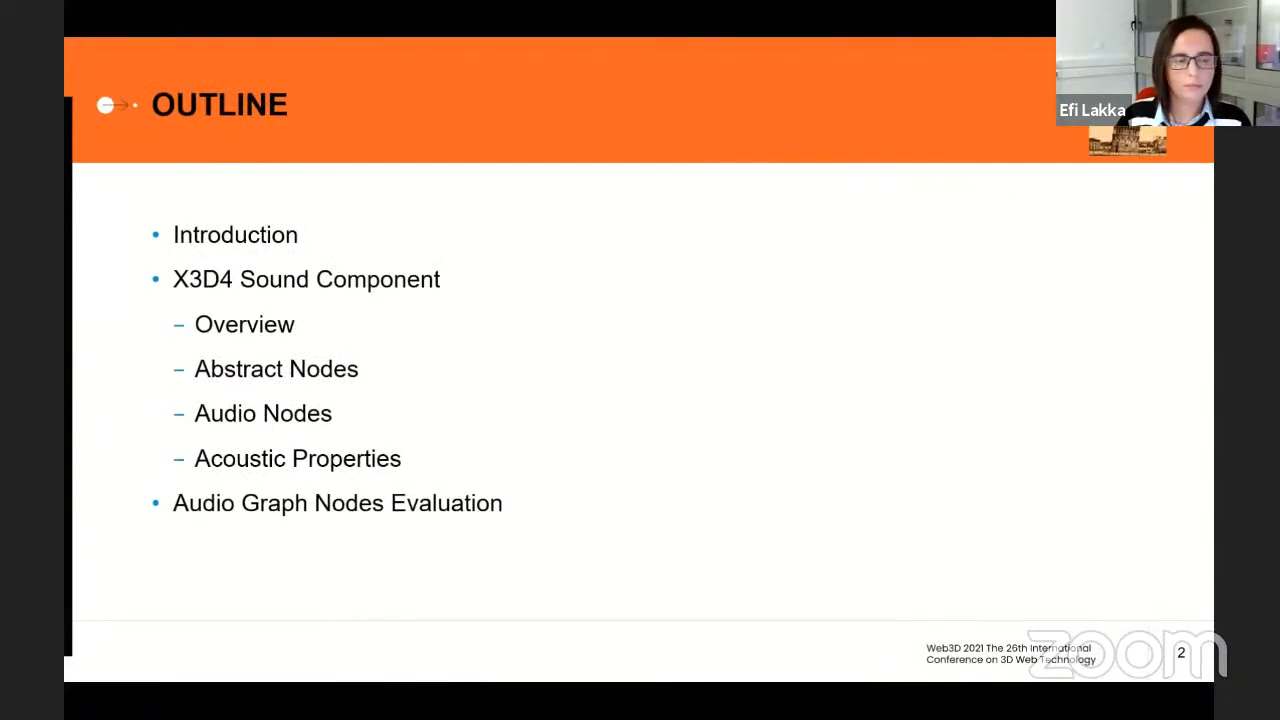 OUTLINE
Efi Lakka
• Introduction
• X3D4 Sound Component
– Overview
– Abstract Nodes
– Audio Nodes
– Acoustic Properties
• Audio Graph Nodes Evaluation
Web3D 2021 The 26th International
Conference on 3D Web Technology
zoom
2